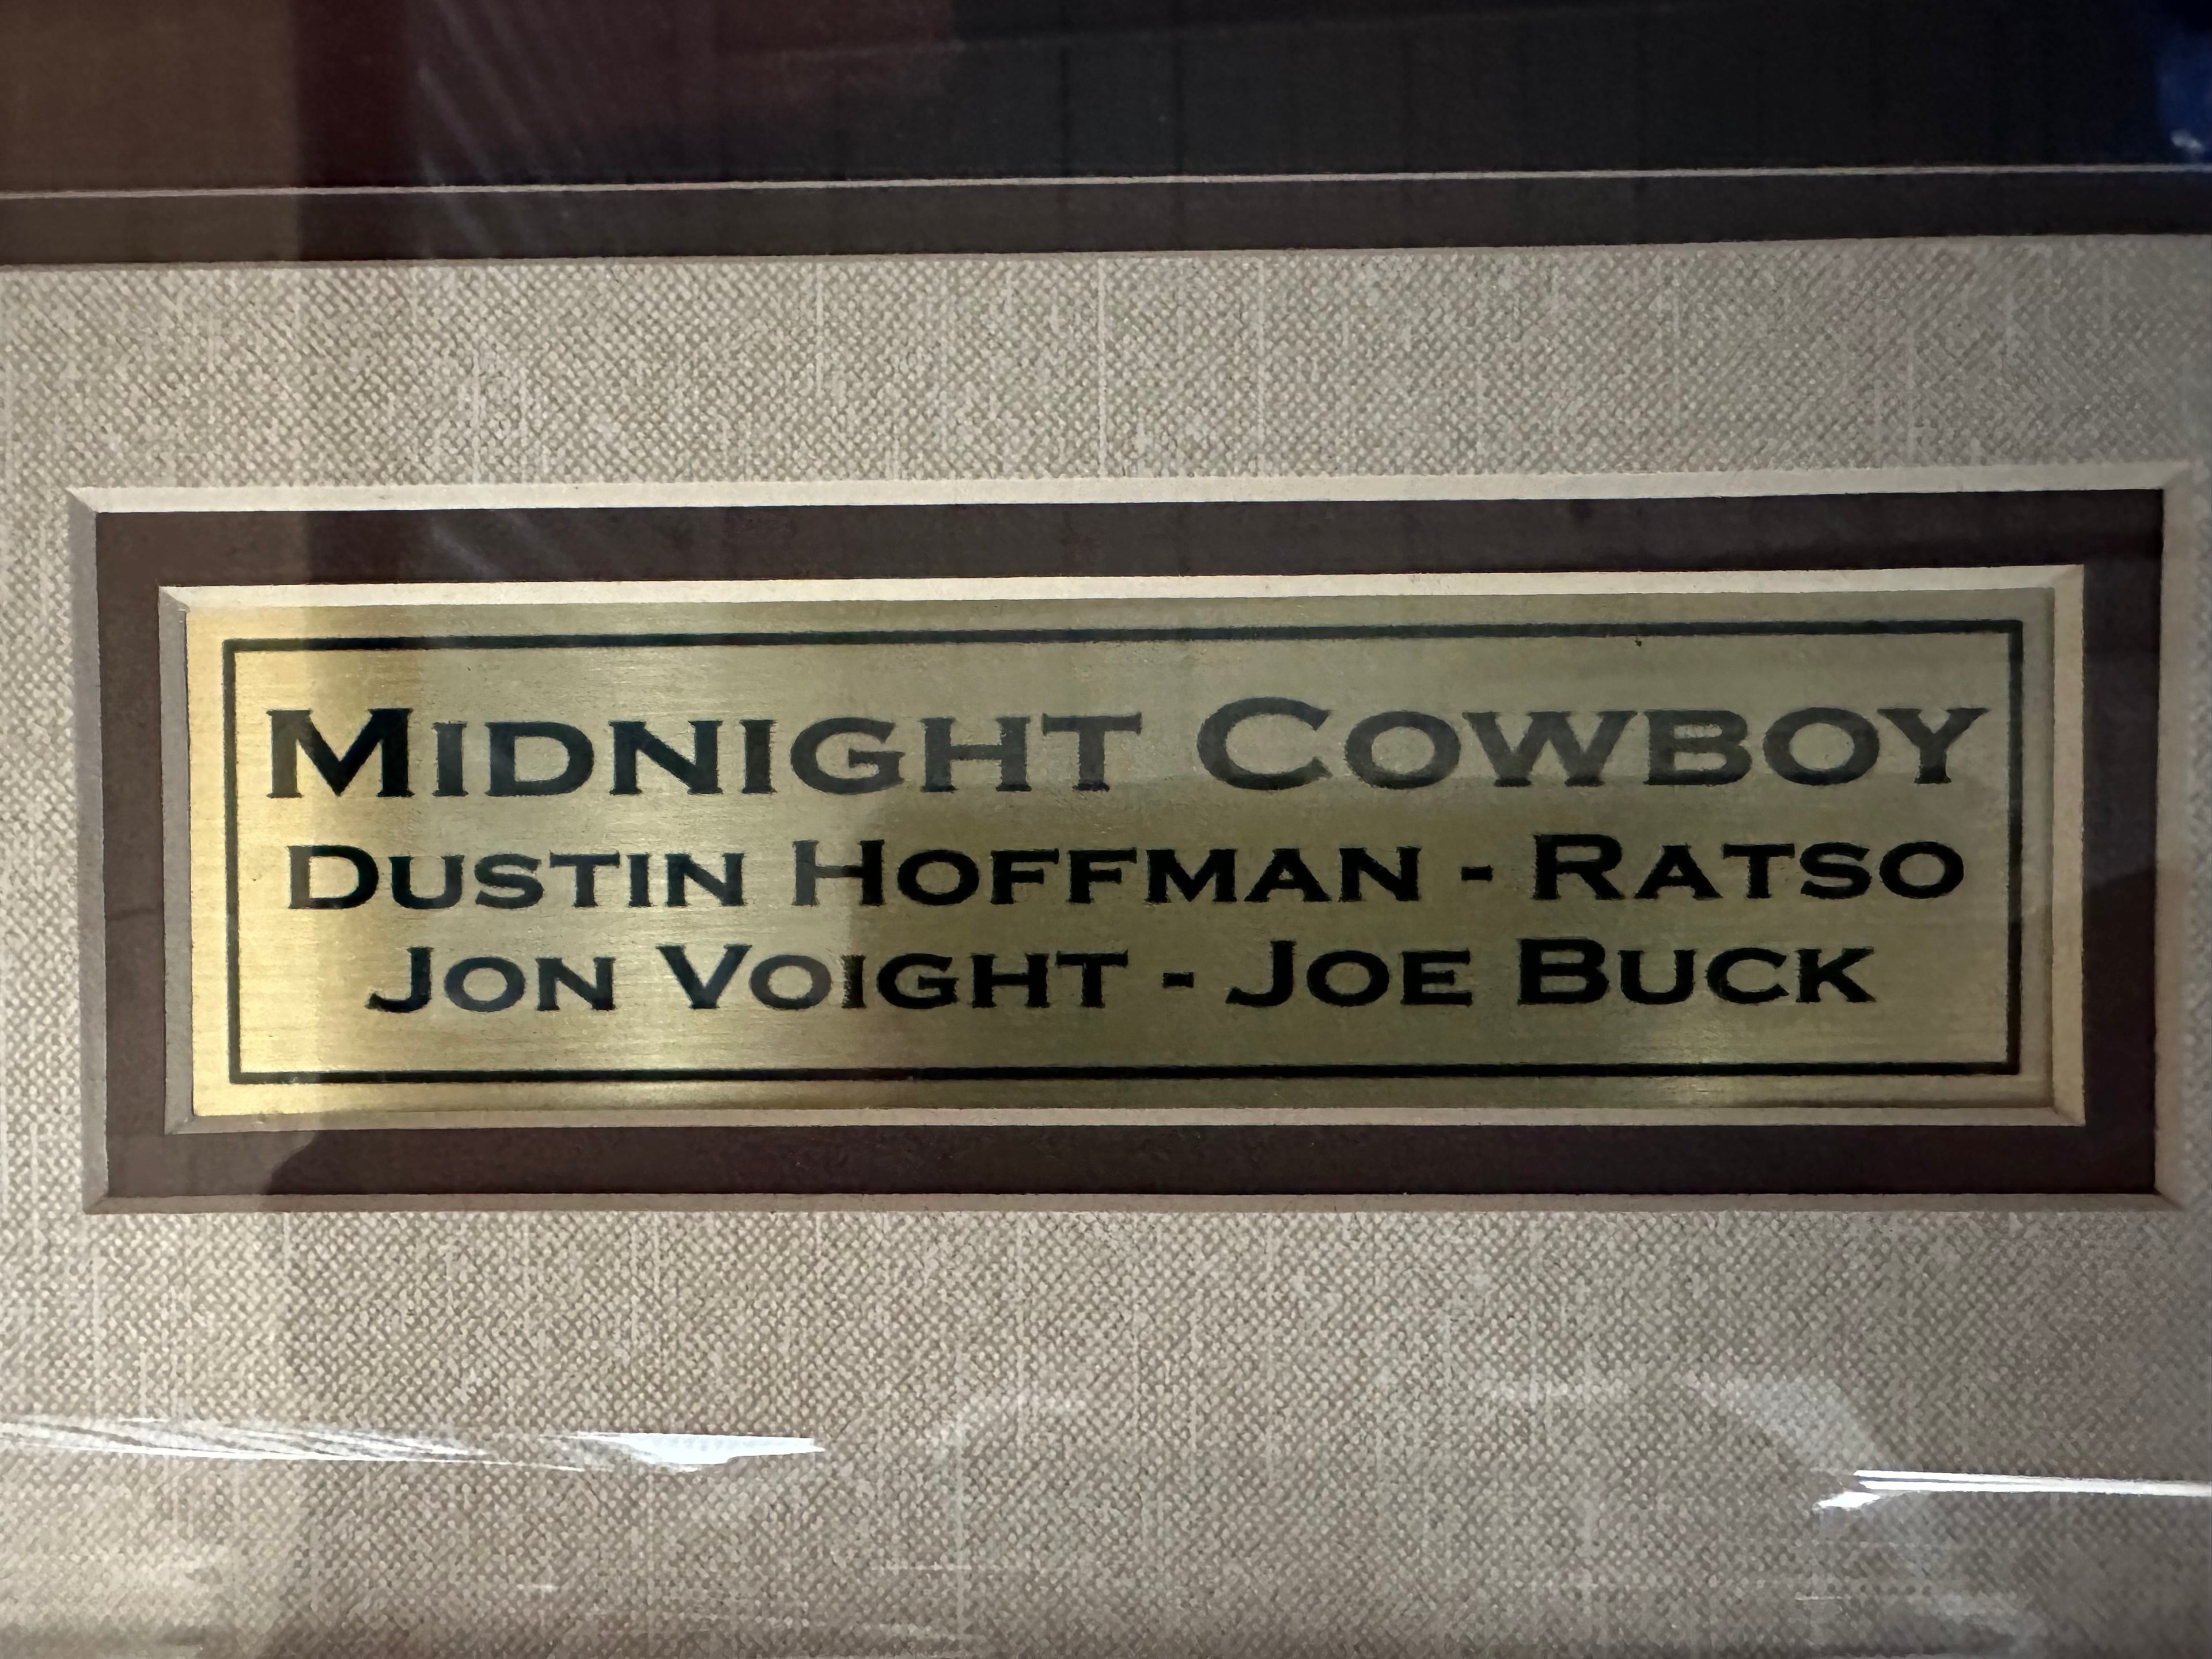 MIDNIGHT COWBOY
DUSTIN HOFFMAN - RATSO
JON VOIGHT - JOE BUCK